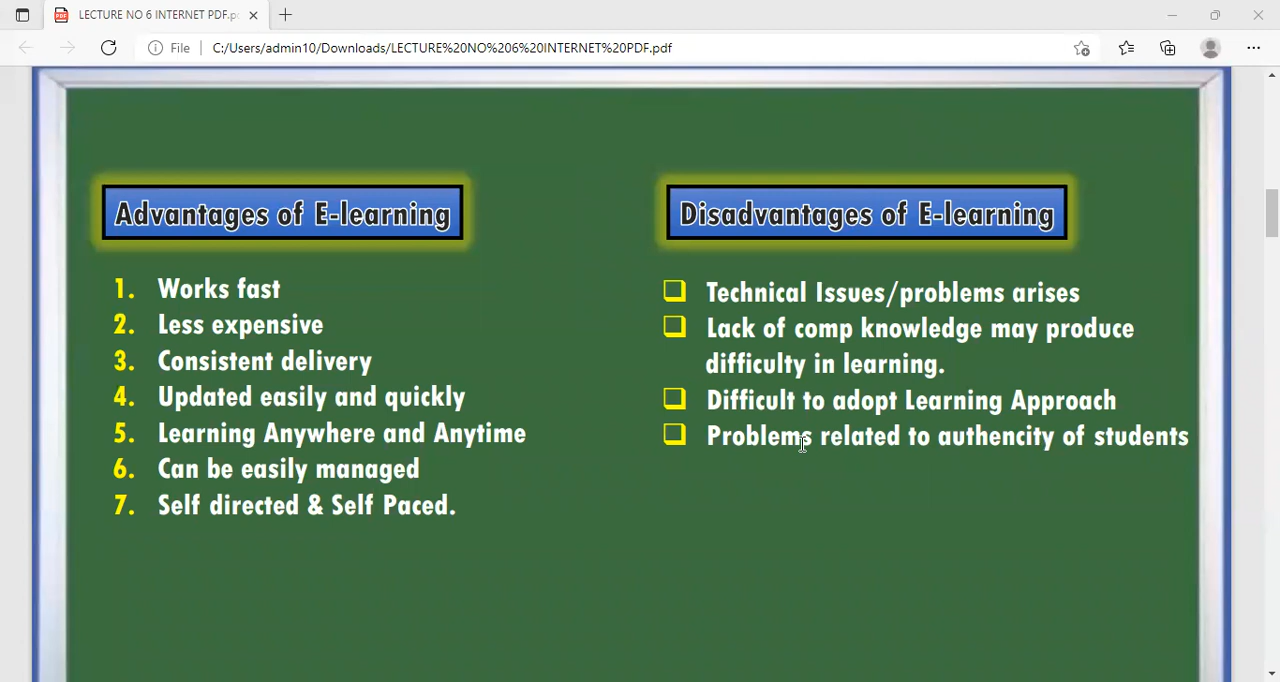 LECTURE NO 6 INTERNET PDF.p
File
C:/Users/admin10/Downloads/LECTURE%20NO%206%20INTERNET%20PDF.pdf
Advantages of E-learning
1. Works fast
2. Less expensive
3. Consistent delivery
4. Updated easily and quickly
5. Learning Anywhere and Anytime
6. Can be easily managed
7. Self directed & Self Paced.
Disadvantages of E-learning
Technical Issues/problems arises
Lack of comp knowledge may produce
difficulty in learning.
Difficult to adopt Learning Approach
Problems related to authencity of students